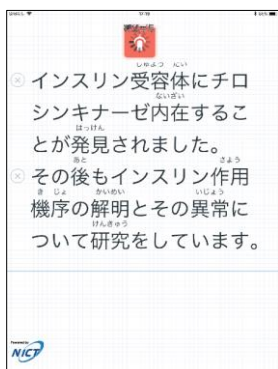 インスリン受容体にチロ
シンキナーゼ内在するこ
とが発見されました。
その後もインスリン作用
機序の解明とその異常に
ついて研究をしています。
NICT